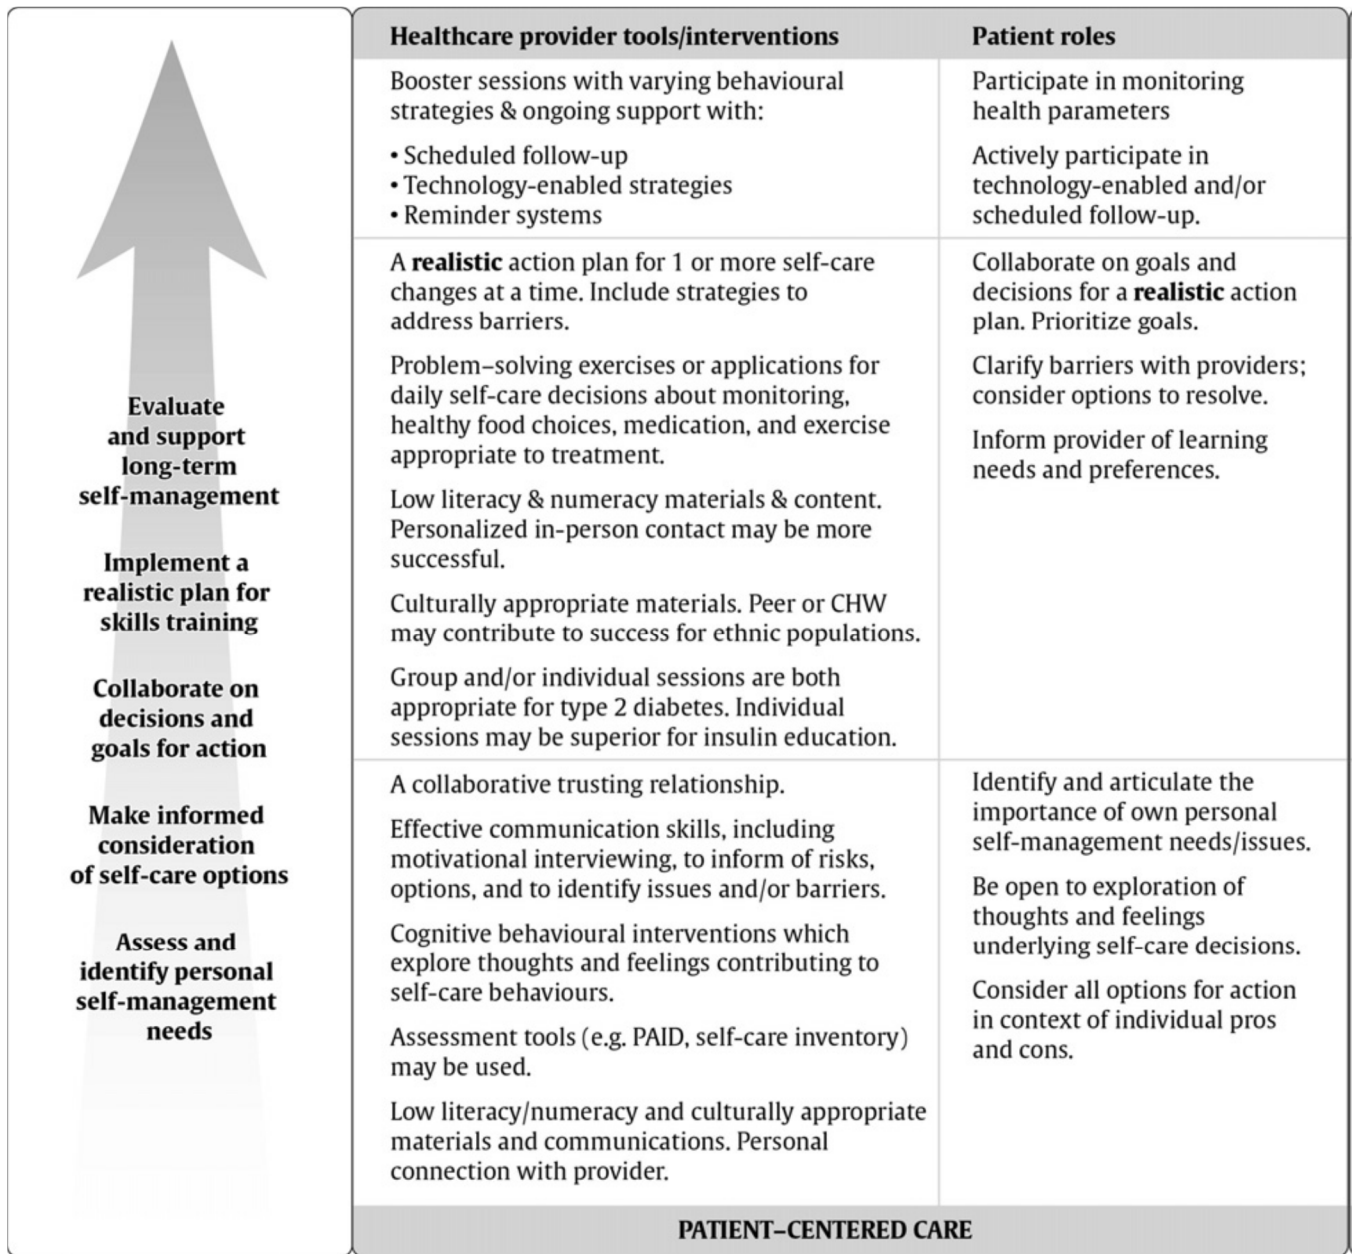 Healthcare provider tools/interventions
Patient roles
Booster sessions with varying behavioural
strategies & ongoing support with:
• Scheduled follow-up
• Technology-enabled strategies
• Reminder systems
Participate in monitoring
health parameters
Actively participate in
technology-enabled and/or
scheduled follow-up.
A realistic action plan for 1 or more self-care
changes at a time. Include strategies to
address barriers.
Problem–solving exercises or applications for
daily self-care decisions about monitoring,
healthy food choices, medication, and exercise
appropriate to treatment.
Low literacy & numeracy materials & content.
Personalized in-person contact may be more
successful.
Culturally appropriate materials. Peer or CHW
may contribute to success for ethnic populations.
Group and/or individual sessions are both
appropriate for type 2 diabetes. Individual
sessions may be superior for insulin education.
Collaborate on goals and
decisions for a realistic action
plan. Prioritize goals.
Clarify barriers with providers;
consider options to resolve.
Inform provider of learning
needs and preferences.
A collaborative trusting relationship.
Effective communication skills, including
motivational interviewing, to inform of risks,
options, and to identify issues and/or barriers.
Cognitive behavioural interventions which
explore thoughts and feelings contributing to
self-care behaviours.
Assessment tools (e.g. PAID, self-care inventory)
may be used.
Low literacy/numeracy and culturally appropriate
materials and communications. Personal
connection with provider.
Identify and articulate the
importance of own personal
self-management needs/issues.
Be open to exploration of
thoughts and feelings
underlying self-care decisions.
Consider all options for action
in context of individual pros
and cons.
Evaluate
and support
long-term
self-management
Implement a
realistic plan for
skills training
Collaborate on
decisions and
goals for action
Make informed
consideration
of self-care options
Assess and
identify personal
self-management
needs
PATIENT–CENTERED CARE